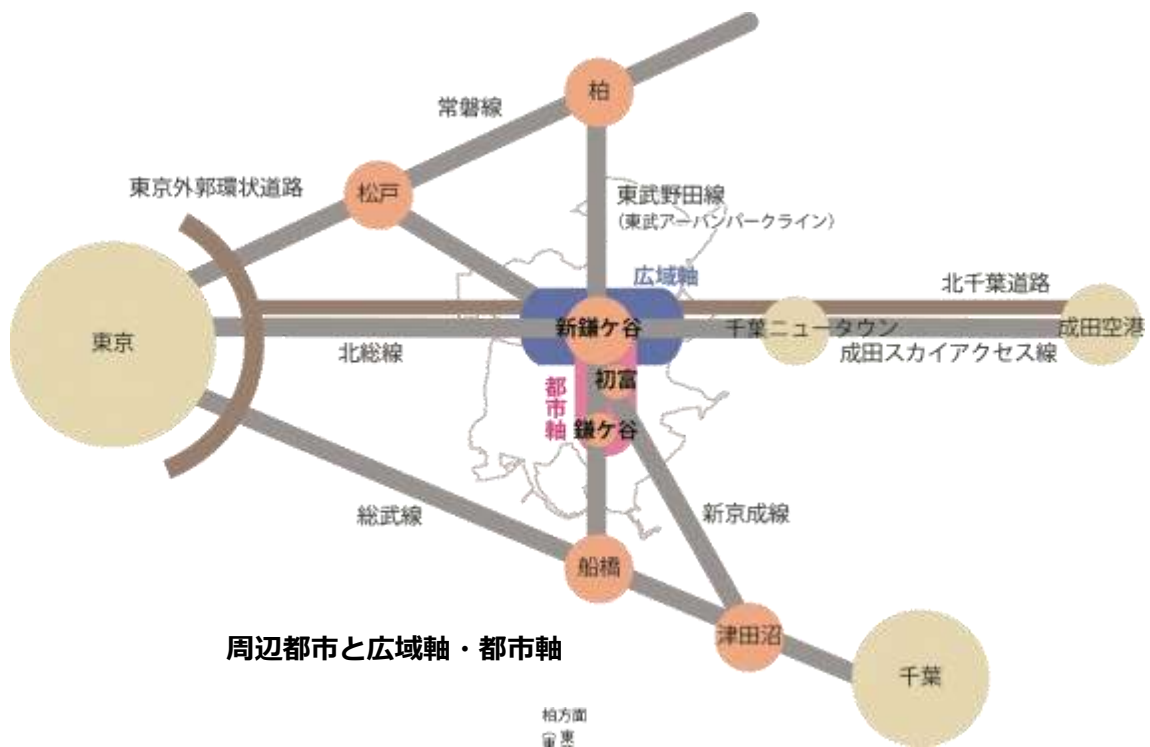 柏
常磐線
東京外郭環状道路
松戸
東武野田線
（東武アーバンパークライン）
広域軸
北千葉道路
東京
新鎌ケ谷
千葉ニュータウン
成田空港
北総線
成田スカイアクセス線
初富
都市軸
鎌ケ谷
総武線
新京成線
船橋
津田沼
周辺都市と広域軸・都市軸
千葉
柏方面